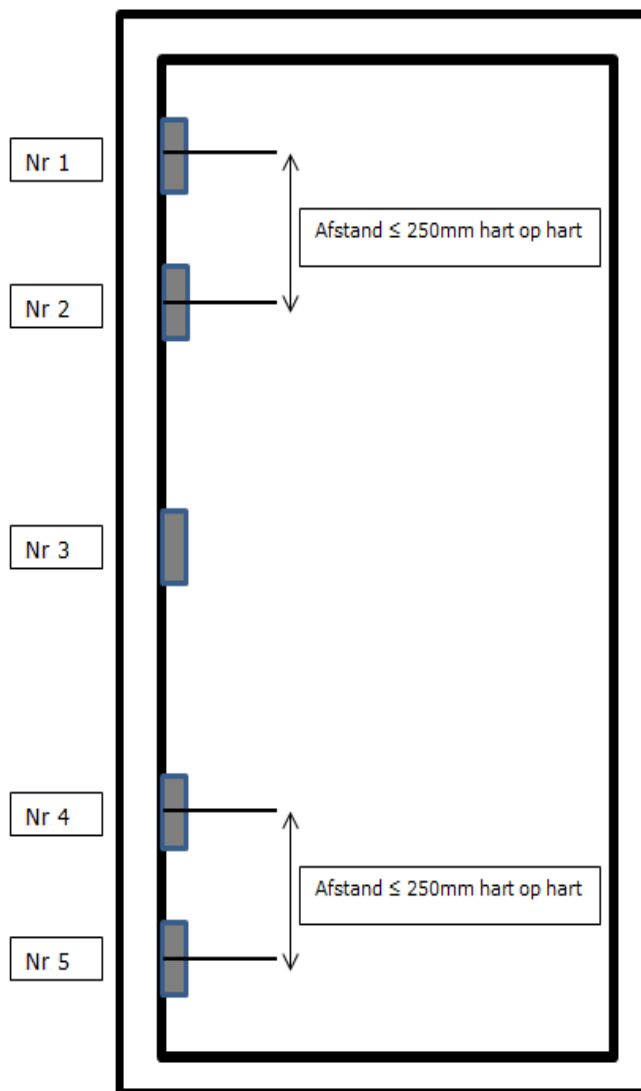 Nr 1
Afstand ≤ 250mm hart op hart
Nr 2
Nr 3
Nr 4
Afstand ≤ 250mm hart op hart
Nr 5